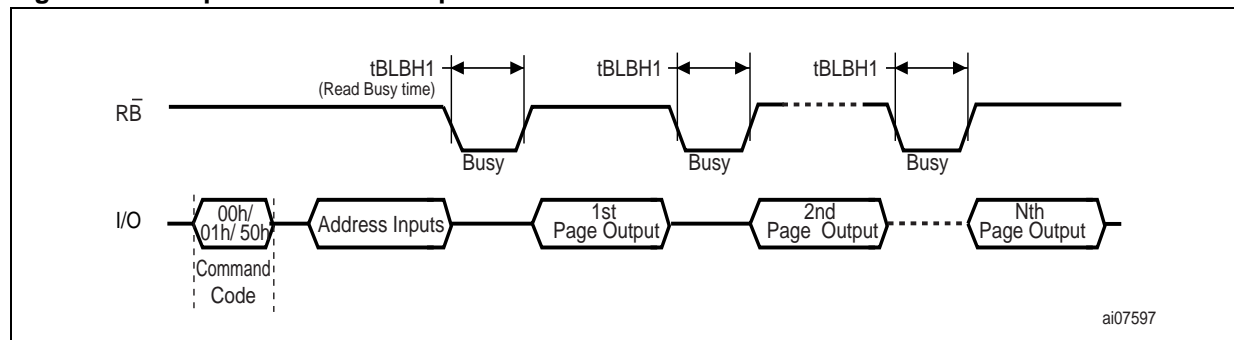 tBLBH1
(Read Busy time)
tBLBH1
tBLBH1
RB̅
Busy
Busy
Busy
I/O
00h/
01h/ 50h
Address Inputs
1st
Page Output
2nd
Page Output
Nth
Page Output
Command
Code
ai07597